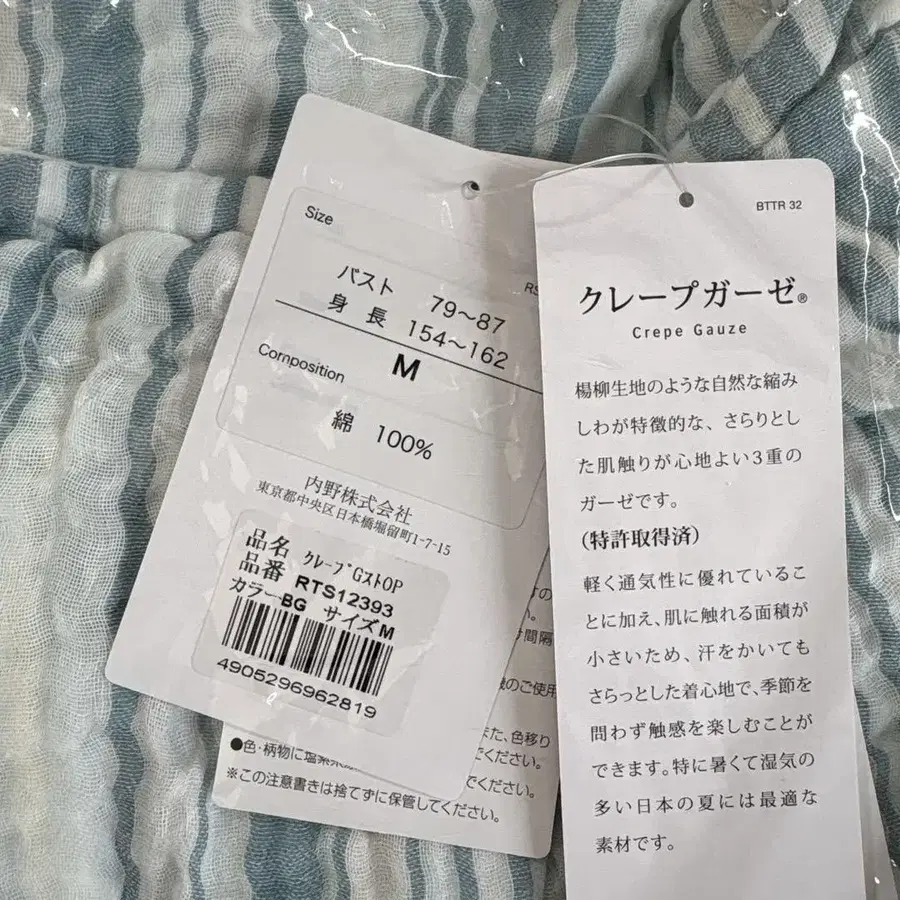 Size
RS
バスト 79〜87
身長 154〜162
M
Composition
綿 100%
内野株式会社
東京都中央区日本橋堀留町1-7-15
品名 クレープGストOP
品番 RTS12393
カラーBG サイズM
4905296962819
い。
け間隔
のご使用
また、色移り
●色・柄物に塩素系
でください。
※この注意書きは捨てずに保管してください。
BTTR 32
クレープガーゼ®
Crepe Gauze
楊柳生地のような自然な縮み
しわが特徴的な、さらりとし
た肌触りが心地よい3重の
ガーゼです。
(特許取得済)
軽く通気性に優れているこ
とに加え、肌に触れる面積が
小さいため、汗をかいても
さらっとした着心地で、季節を
問わず触感を楽しむことが
できます。特に暑くて湿気の
多い日本の夏には最適な
素材です。